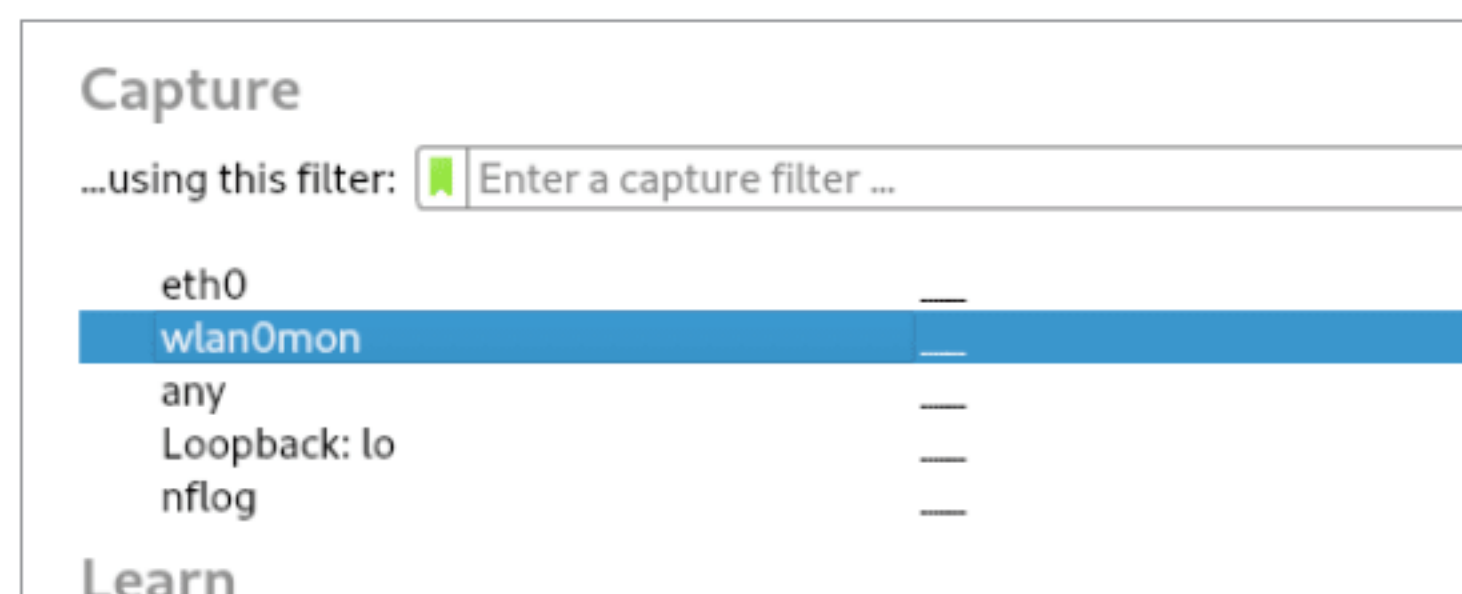 Capture
...using this filter: Enter a capture filter ...
eth0
wlan0mon
any
Loopback: lo
nflog
Learn